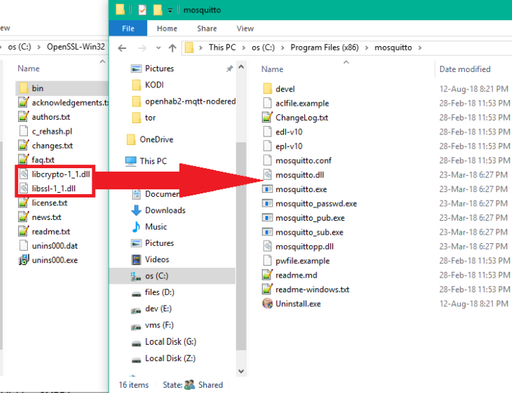 os (C:) › OpenSSL-Win32
Name
bin
acknowledgements.tx
authors.txt
c_rehash.pl
changes.txt
faq.txt
libcrypto-1_1.dll
libssl-1_1.dll
license.txt
news.txt
readme.txt
unins000.dat
unins000.exe
mosquitto
File Home Share View
This PC › os (C:) › Program Files (x86) › mosquitto
Pictures
KODI
openhab2-mqtt-nodered
tor
OneDrive
This PC
Documen
Downloads
Music
Pictures
Videos
os (C:)
files (D:)
dev (E:)
vms (F:)
Local Disk (G:)
Local Disk (Z:)
Name Date modified
devel 12-Aug-18 8:21 PM
aclfile.example 28-Feb-18 11:53 PM
ChangeLog.txt 28-Feb-18 11:53 PM
edl-v10 28-Feb-18 11:53 PM
epl-v10 28-Feb-18 11:53 PM
mosquitto.conf 28-Feb-18 11:53 PM
mosquitto.dll 23-Mar-18 6:27 PM
mosquitto.exe 23-Mar-18 6:27 PM
mosquitto_passwd.exe 23-Mar-18 6:27 PM
mosquitto_pub.exe 23-Mar-18 6:27 PM
mosquitto_sub.exe 23-Mar-18 6:27 PM
mosquittopp.dll 23-Mar-18 6:27 PM
pwfile.example 28-Feb-18 11:53 PM
readme.md 28-Feb-18 11:53 PM
readme-windows.txt 28-Feb-18 11:53 PM
Uninstall.exe 12-Aug-18 8:21 PM
16 items State: Shared